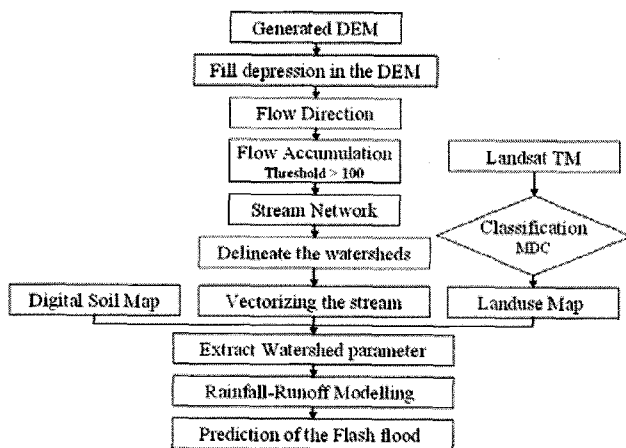 Generated DEM
Fill depression in the DEM
Flow Direction
Flow Accumulation
Threshold > 100
Landsat TM
Stream Network
Classification
MDC
Delineate the watersheds
Digital Soil Map
Vectorizing the stream
Landuse Map
Extract Watershed parameter
Rainfall-Runoff Modelling
Prediction of the Flash flood